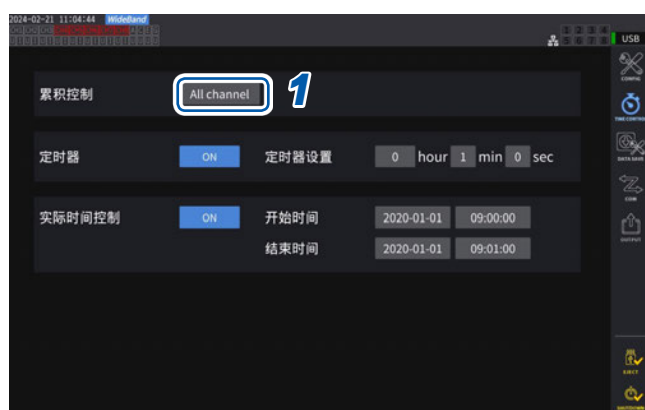 2024-02-21 11:04:44 WideBand
USB
CONFIG
累积控制 All channel 1
TIME CONTROL
定时器 ON 定时器设置 0 hour 1 min 0 sec
DATA SAVE
COM
实际时间控制 ON 开始时间 2020-01-01 09:00:00
OUTPUT
结束时间 2020-01-01 09:01:00
EJECT
SHUTDOWN